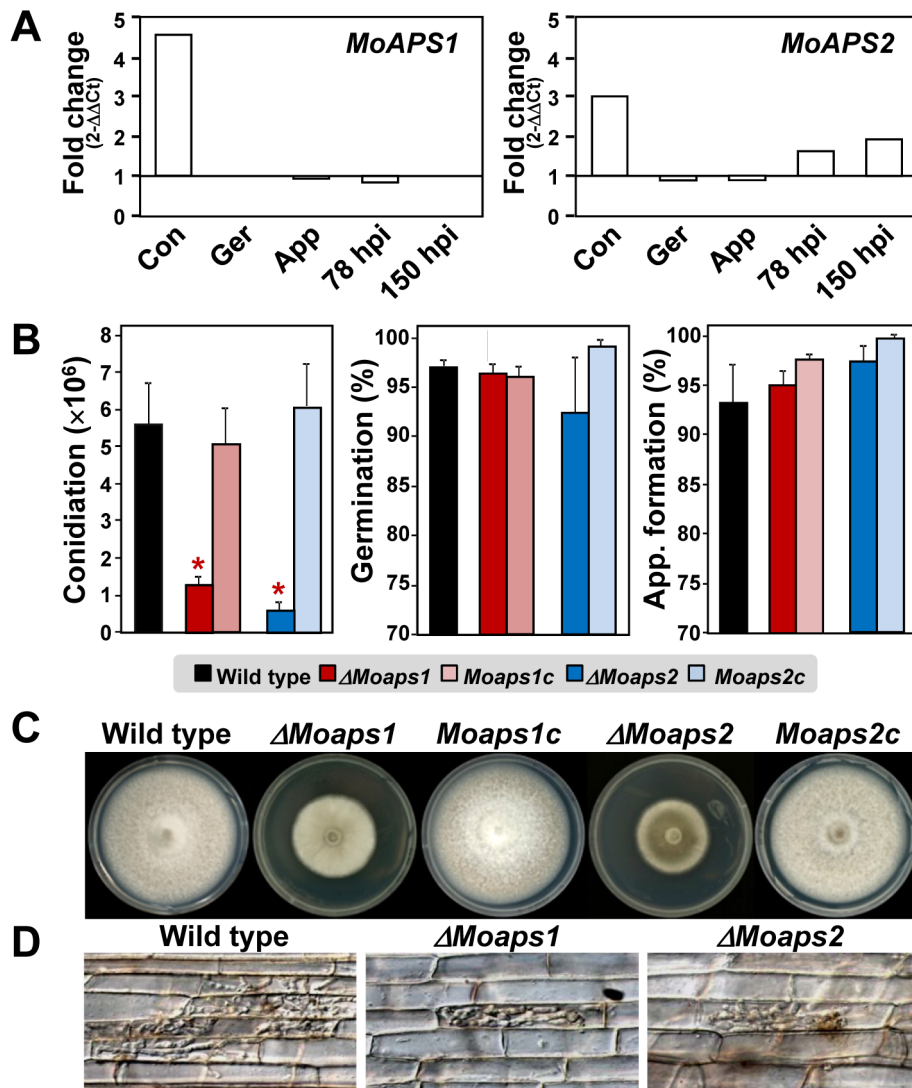 A
MoAPS1
Fold change
(2-ΔΔCt)
5
4
3
2
1
0
Con
Ger
App
78 hpi
150 hpi
MoAPS2
Fold change
(2-ΔΔCt)
5
4
3
2
1
0
Con
Ger
App
78 hpi
150 hpi
B
Conidiation (×10⁶)
8
7
6
5
4
3
2
1
0
*
*
Germination (%)
100
95
90
85
80
75
70
App. formation (%)
100
95
90
85
80
75
70
Wild type ΔMoaps1 Moaps1c ΔMoaps2 Moaps2c
C
Wild type ΔMoaps1 Moaps1c ΔMoaps2 Moaps2c
D
Wild type ΔMoaps1 ΔMoaps2